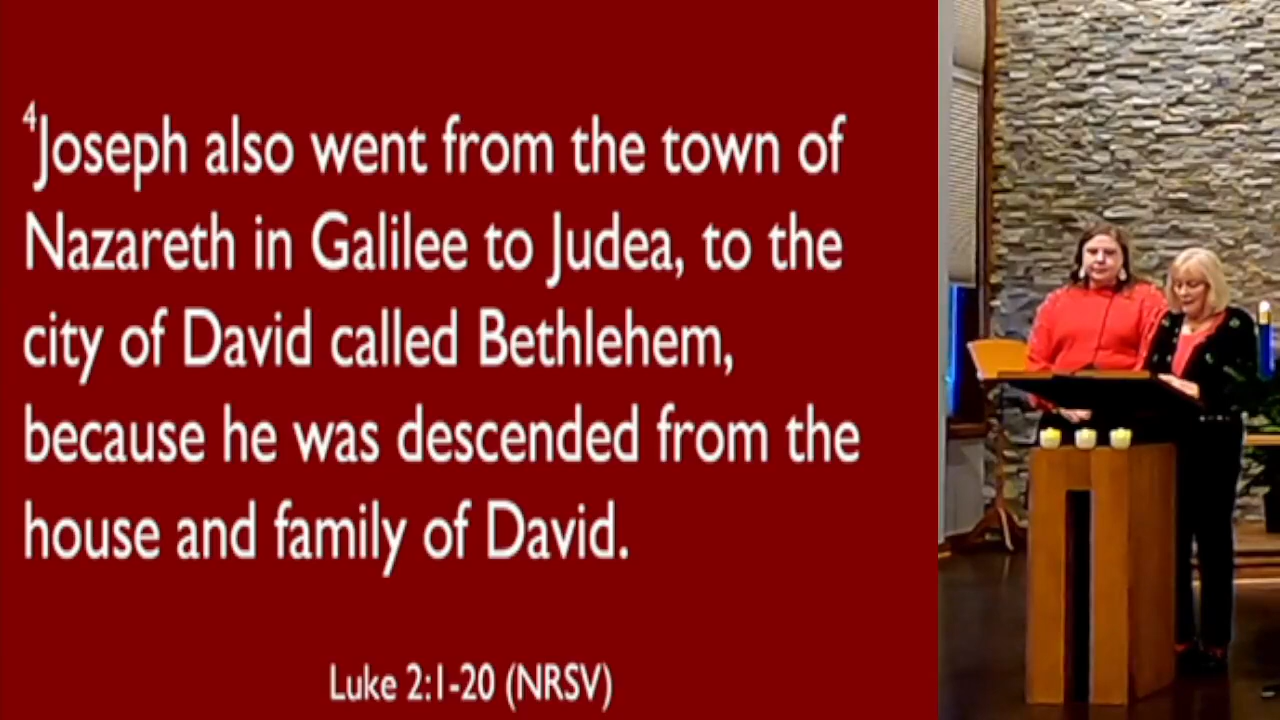 4Joseph also went from the town of
Nazareth in Galilee to Judea, to the
city of David called Bethlehem,
because he was descended from the
house and family of David.
Luke 2:1-20 (NRSV)